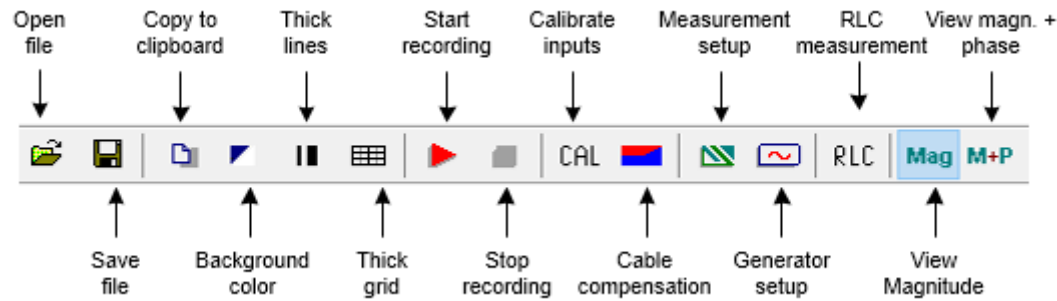 Open
file
Copy to
clipboard
Thick
lines
Start
recording
Calibrate
inputs
Measurement
setup
RLC
measurement
View magn. +
phase
CAL
RLC
Mag
M+P
Save
file
Background
color
Thick
grid
Stop
recording
Cable
compensation
Generator
setup
View
Magnitude